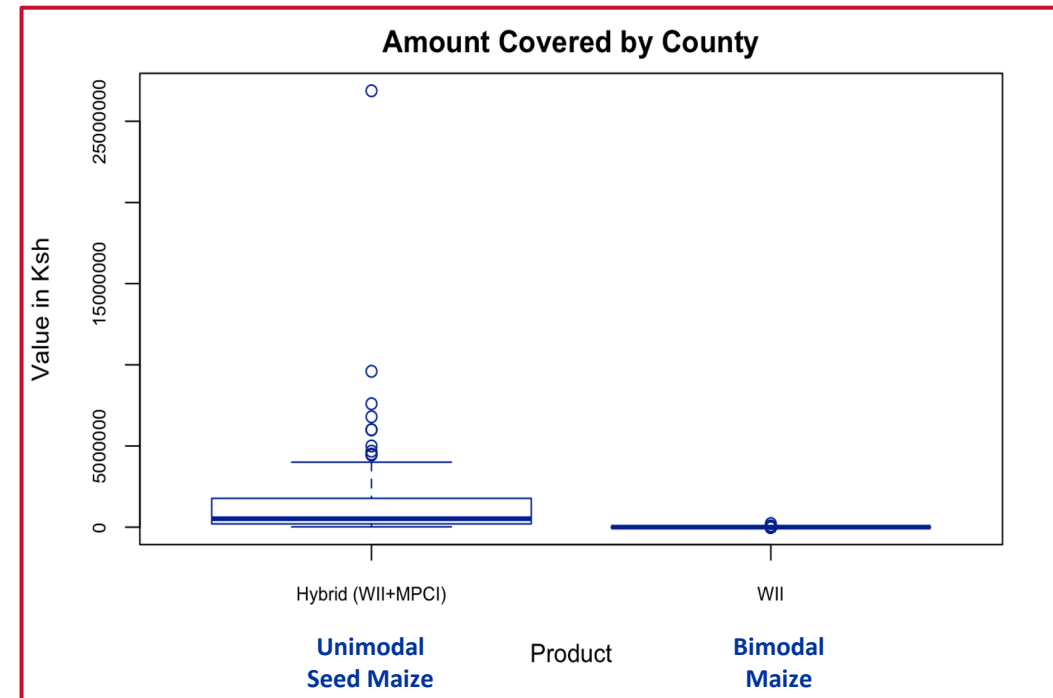 Amount Covered by County
Value in Ksh
25000000
15000000
5000000
0
Hybrid (WII+MPCI)
WII
Product
Unimodal
Seed Maize
Bimodal
Maize